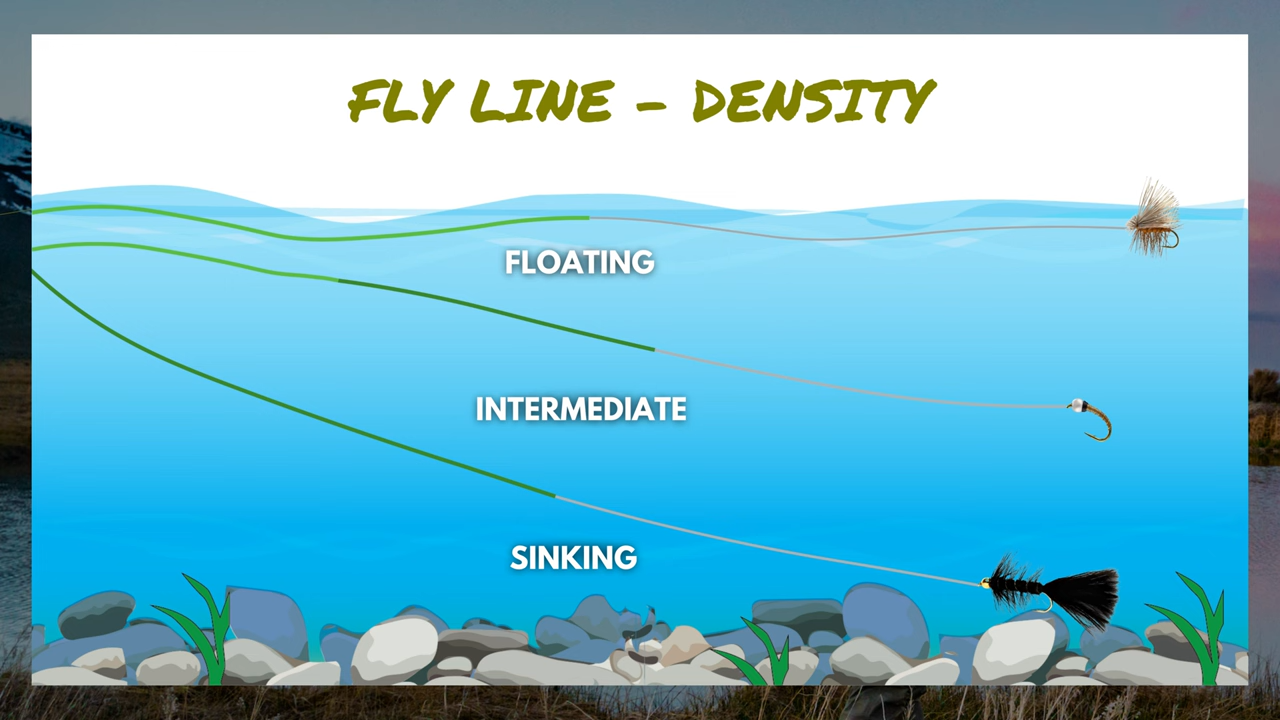 FLY LINE - DENSITY
FLOATING
INTERMEDIATE
SINKING